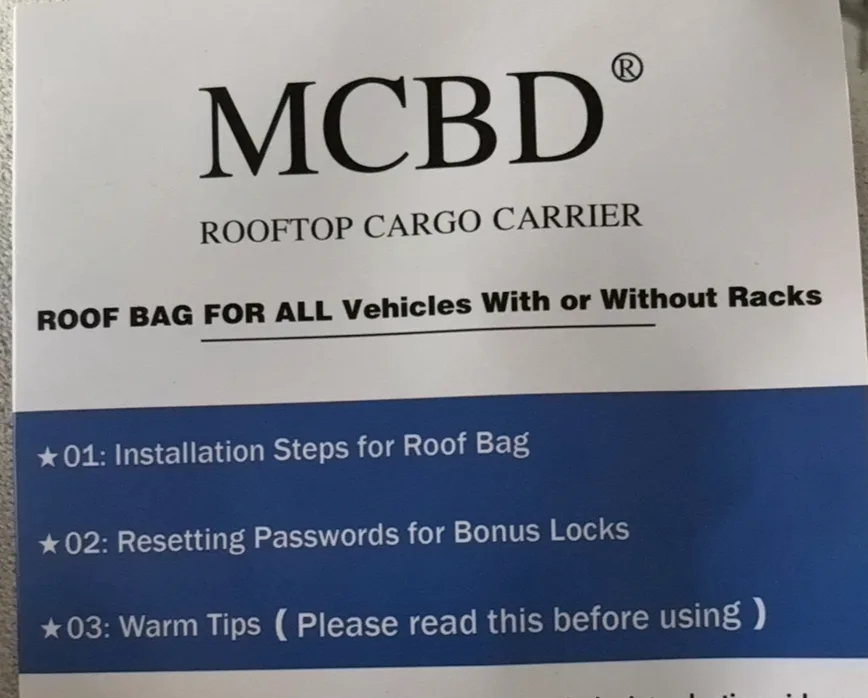 MCBD®
ROOFTOP CARGO CARRIER
ROOF BAG FOR ALL Vehicles With or Without Racks
★01: Installation Steps for Roof Bag
★02: Resetting Passwords for Bonus Locks
★03: Warm Tips ( Please read this before using )